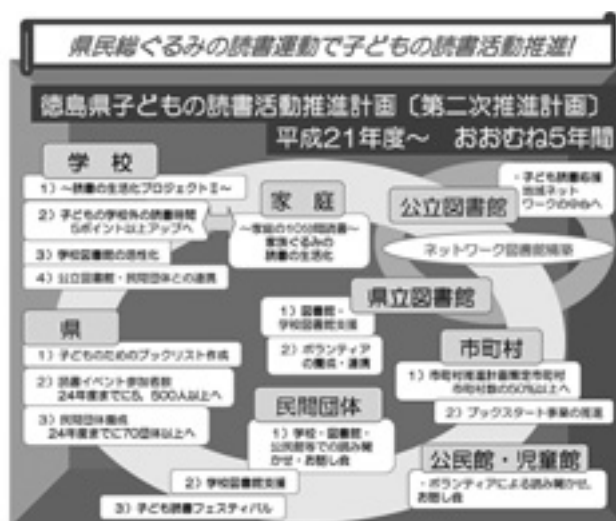 県民総ぐるみの読書運動で子どもの読書活動推進!
徳島県子どもの読書活動推進計画〔第二次推進計画〕
平成21年度～ おおむね5年間
学校
1）～読書の生活化プロジェクトⅡ～
2）子どもの学校外の読書時間
5ポイント以上アップへ
3）学校図書館の活性化
4）公立図書館・民間団体との連携
家庭
～家庭の10分間読書～
家族ぐるみの
読書の生活化
公立図書館
・子ども読書応援
地域ネット
ワークの中心へ
ネットワーク図書館構築
県立図書館
1）図書館・
学校図書館支援
2）ボランティア
の養成・連携
県
1）子どものためのブックリスト作成
2）読書イベント参加者数
24年度までに5，500人以上へ
3）民間団体養成
24年度までに70団体以上へ
市町村
1）市町村推進計画策定市町村
市町村数の50％以上へ
2）ブックスタート事業の推進
民間団体
1）学校・図書館・
公民館等での読み聞
かせ・お話し会
2）学校図書館支援
3）子ども読書フェスティバル
公民館・児童館
・ボランティアによる読み聞かせ、
お話し会